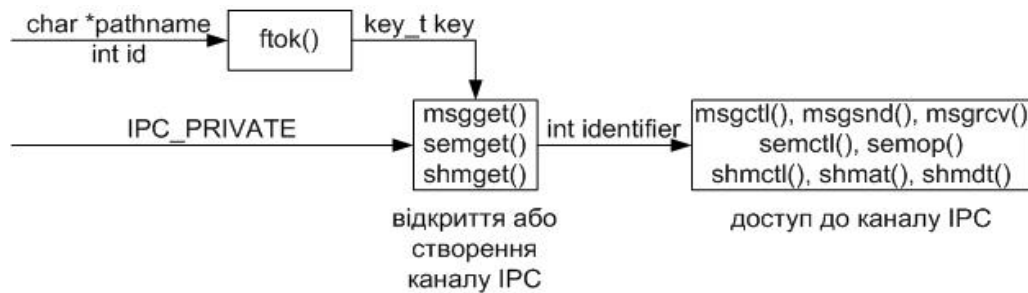 char *pathname
int id
ftok()
key_t key
IPC_PRIVATE
msgget()
semget()
shmget()
int identifier
msgctl(), msgsnd(), msgrcv()
semctl(), semop()
shmctl(), shmat(), shmdt()
відкриття або
створення
каналу IPC
доступ до каналу IPC